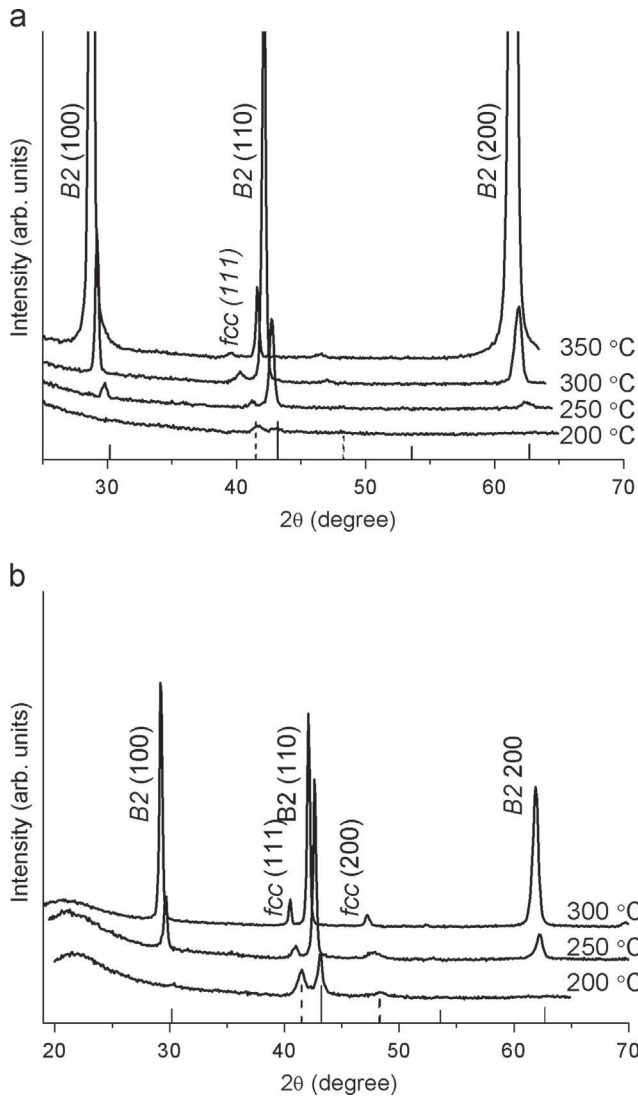 a
Intensity (arb. units)
B2 (100)
fcc (111)
B2 (110)
B2 (200)
350 °C
300 °C
250 °C
200 °C
30 40 50 60 70
2θ (degree)
b
Intensity (arb. units)
B2 (100)
fcc (111)
B2 (110)
fcc (200)
B2 200
300 °C
250 °C
200 °C
20 30 40 50 60 70
2θ (degree)